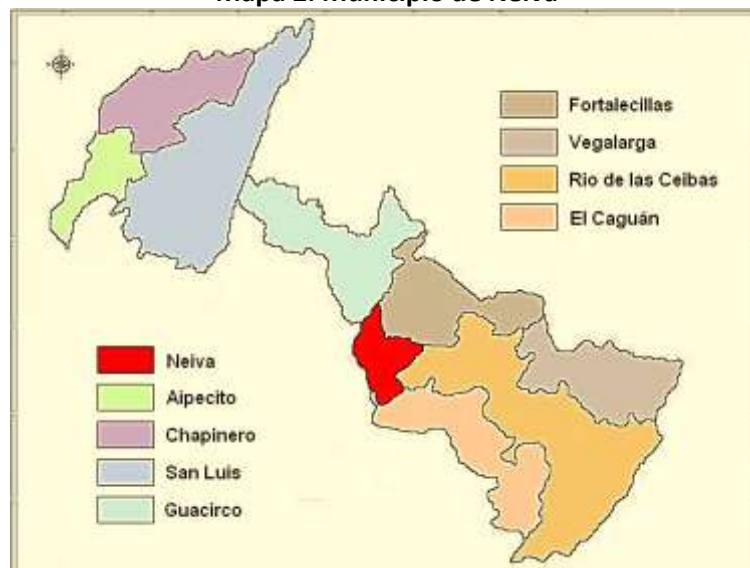 Mapa 2. Municipio de Neiva
Fortalecillas
Vegalarga
Rio de las Ceibas
El Caguán
Neiva
Aipecito
Chapinero
San Luis
Guacirco